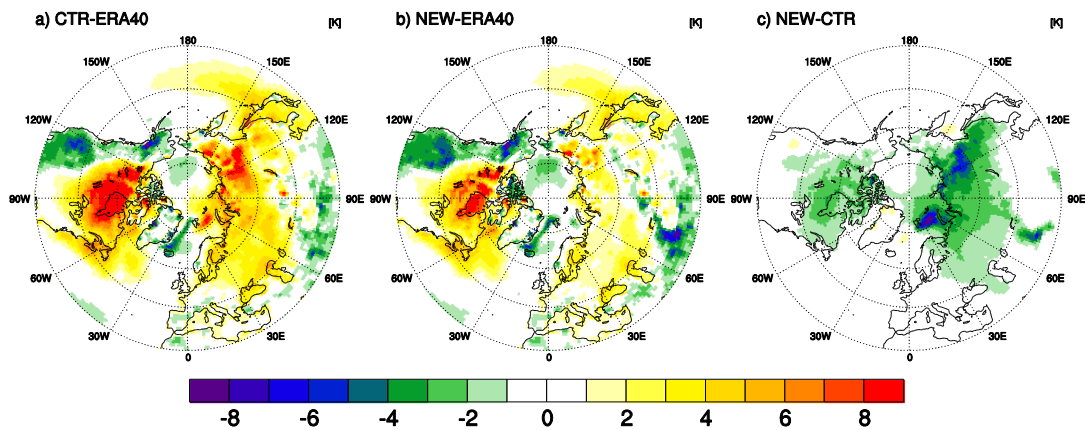 a) CTR-ERA40 [K]
180
150W 150E
120W 120E
90W 90E
60W 60E
30W 30E
0
b) NEW-ERA40 [K]
180
150W 150E
120W 120E
90W 90E
60W 60E
30W 30E
0
c) NEW-CTR [K]
180
150W 150E
120W 120E
90W 90E
60W 60E
30W 30E
0
-8 -6 -4 -2 0 2 4 6 8